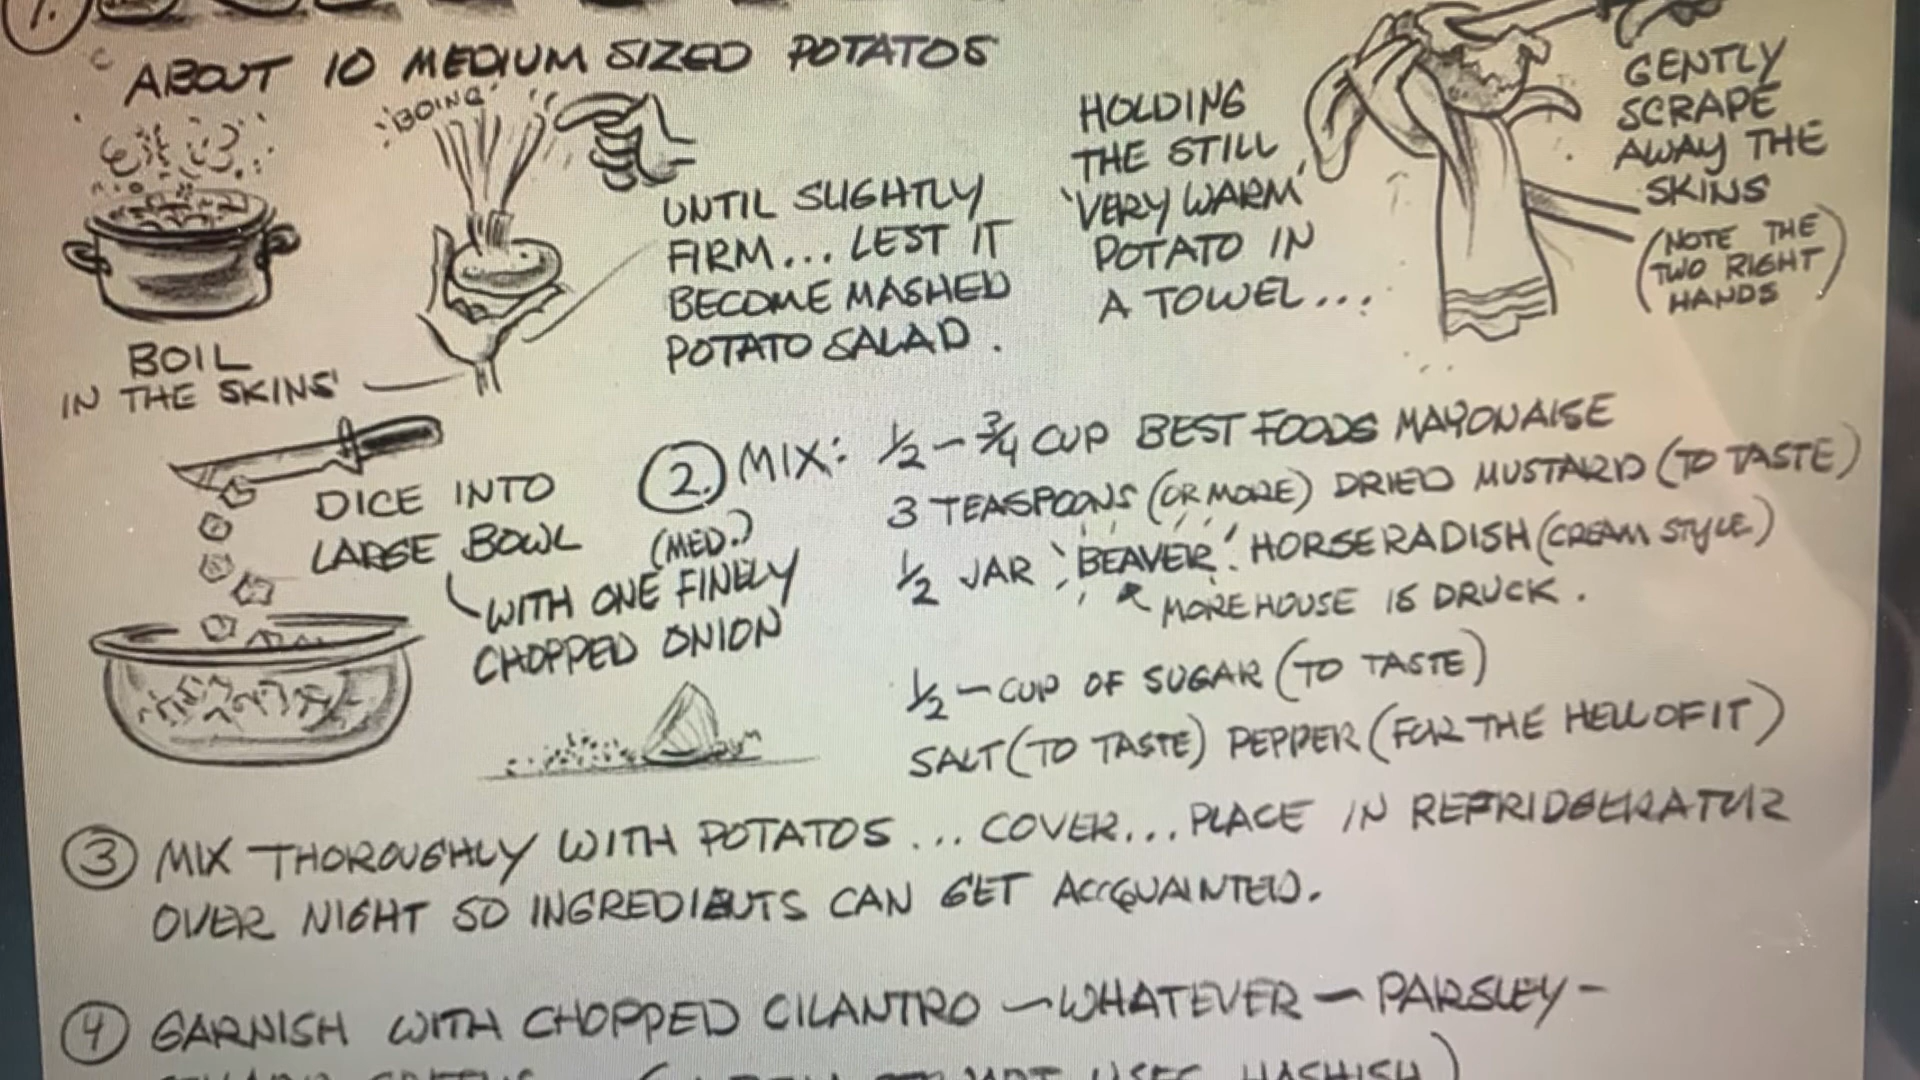 1.
ABOUT 10 MEDIUM SIZED POTATOS
'BOING'
BOIL
IN THE SKINS
UNTIL SLIGHTLY
FIRM... LEST IT
BECOME MASHED
POTATO SALAD.
HOLDING
THE STILL
'VERY WARM'
POTATO IN
A TOWEL...
GENTLY
SCRAPE
AWAY THE
SKINS
(NOTE THE
TWO RIGHT
HANDS)
DICE INTO
LARGE BOWL
(MED.)
WITH ONE FINELY
CHOPPED ONION
2. MIX: 1/2 - 3/4 CUP BEST FOODS MAYONAISE
3 TEASPOONS (OR MORE) DRIED MUSTARD (TO TASTE)
1/2 JAR 'BEAVER' HORSERADISH (CREAM STYLE)
MOREHOUSE IS DRUCK.
1/2 - CUP OF SUGAR (TO TASTE)
SALT (TO TASTE) PEPPER (FOR THE HELL OF IT)
3 MIX THOROUGHLY WITH POTATOS... COVER... PLACE IN REFRIDGERATUR
OVER NIGHT SO INGREDIENTS CAN GET ACCQUAINTED.
4 GARNISH WITH CHOPPED CILANTRO - WHATEVER - PARSLEY -
USES HASHISH)